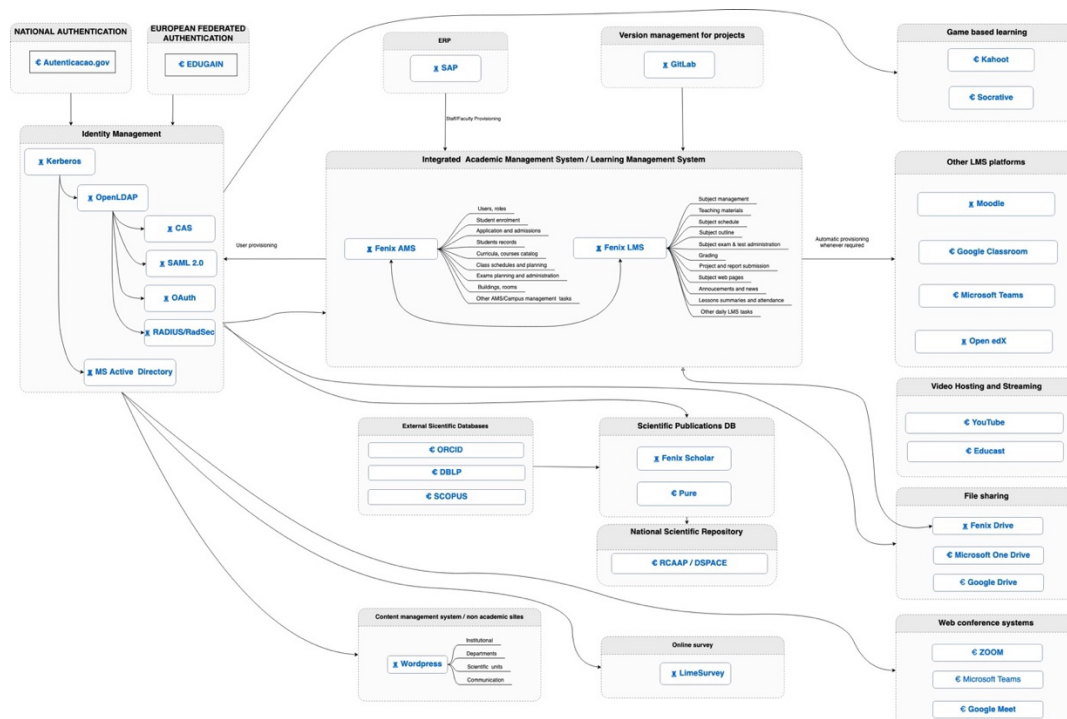 NATIONAL AUTHENTICATION
€ Autenticacao.gov
EUROPEAN FEDERATED
AUTHENTICATION
€ EDUGAIN
ERP
SAP
Version management for projects
GitLab
Game based learning
€ Kahoot
€ Socrative
Staff/Faculty Provisioning
Identity Management
Kerberos
OpenLDAP
CAS
SAML 2.0
OAuth
RADIUS/RadSec
MS Active Directory
User provisioning
Integrated Academic Management System / Learning Management System
Fenix AMS
Users, roles
Student enrolment
Application and admissions
Students records
Curricula, courses catalog
Class schedules and planning
Exams planning and administration
Buildings, rooms
Other AMS/Campus management tasks
Fenix LMS
Subject management
Teaching materials
Subject schedule
Subject outline
Subject exam & test administration
Grading
Project and report submission
Subject web pages
Annoucements and news
Lessons summaries and attendance
Other daily LMS tasks
Automatic provisioning
whenever required
Other LMS platforms
Moodle
€ Google Classroom
€ Microsoft Teams
Open edX
Video Hosting and Streaming
€ YouTube
€ Educast
External Sicentific Databases
€ ORCID
€ DBLP
€ SCOPUS
Scientific Publications DB
Fenix Scholar
€ Pure
National Scientific Repository
€ RCAAP / DSPACE
File sharing
Fenix Drive
€ Microsoft One Drive
€ Google Drive
Content management system / non academic sites
Wordpress
Institutional
Departments
Scientific units
Communication
Online survey
LimeSurvey
Web conference systems
€ ZOOM
€ Microsoft Teams
€ Google Meet